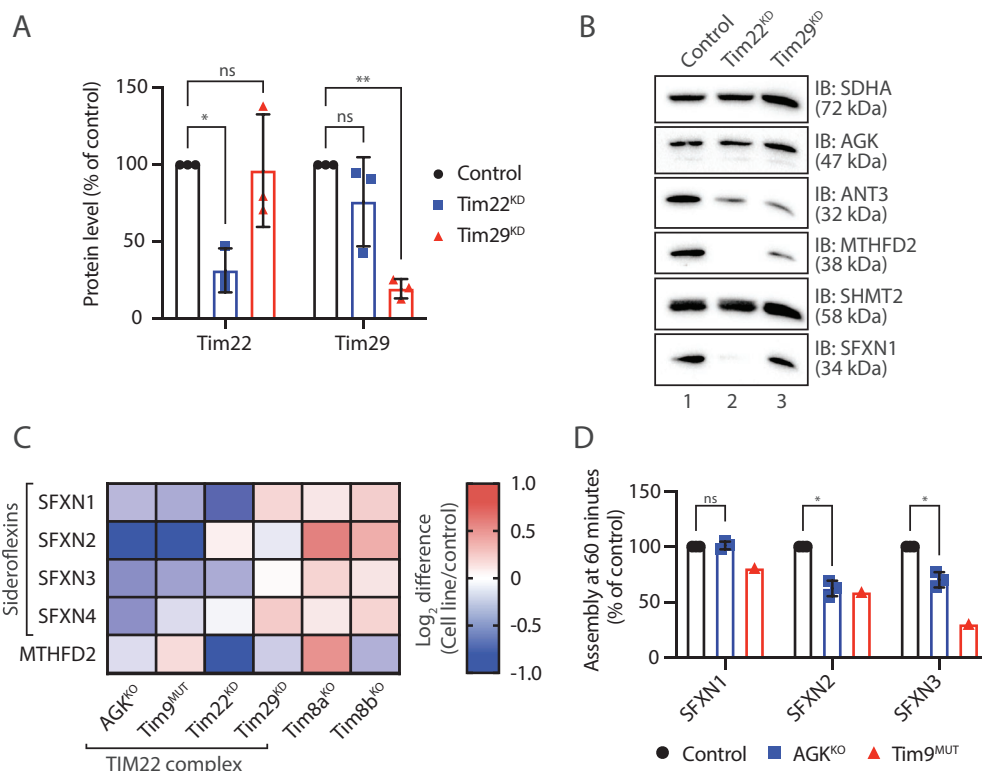 A
Protein level (% of control)
150
100
50
0
ns
*
**
ns
Tim22
Tim29
Control
Tim22KD
Tim29KD
B
Control
Tim22KD
Tim29KD
IB: SDHA
(72 kDa)
IB: AGK
(47 kDa)
IB: ANT3
(32 kDa)
IB: MTHFD2
(38 kDa)
IB: SHMT2
(58 kDa)
IB: SFXN1
(34 kDa)
1 2 3
C
Sideroflexins
SFXN1
SFXN2
SFXN3
SFXN4
MTHFD2
AGKKO
Tim9MUT
Tim22KD
Tim29KD
Tim8aKO
Tim8bKO
TIM22 complex
Log2 difference
(Cell line/control)
1.0
0.5
0
-0.5
-1.0
D
Assembly at 60 minutes
(% of control)
150
100
50
0
ns
*
*
SFXN1
SFXN2
SFXN3
Control
AGKKO
Tim9MUT